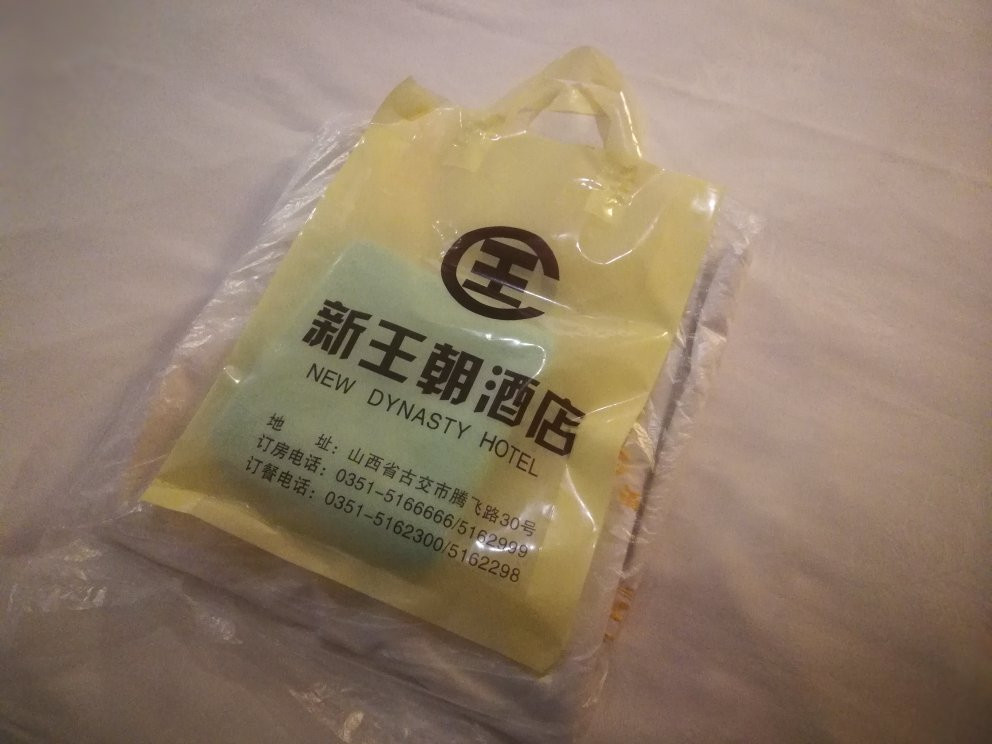 王
新王朝酒店
NEW DYNASTY HOTEL
地 址：山西省古交市腾飞路30号
订房电话：0351-5166666/5162999
订餐电话：0351-5162300/5162298